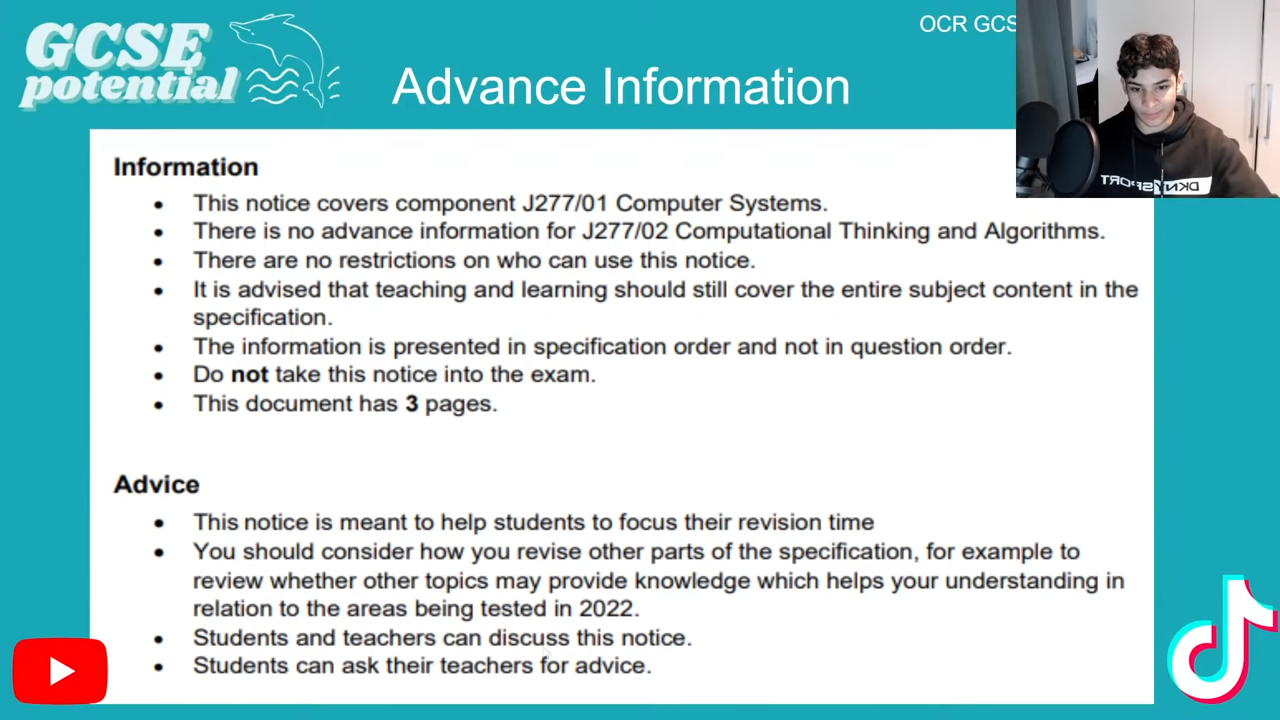 GCSE
potential
OCR GCS
Advance Information
Information
• This notice covers component J277/01 Computer Systems.
• There is no advance information for J277/02 Computational Thinking and Algorithms.
• There are no restrictions on who can use this notice.
• It is advised that teaching and learning should still cover the entire subject content in the
specification.
• The information is presented in specification order and not in question order.
• Do not take this notice into the exam.
• This document has 3 pages.
Advice
• This notice is meant to help students to focus their revision time
• You should consider how you revise other parts of the specification, for example to
review whether other topics may provide knowledge which helps your understanding in
relation to the areas being tested in 2022.
• Students and teachers can discuss this notice.
• Students can ask their teachers for advice.
DKNY SPORT